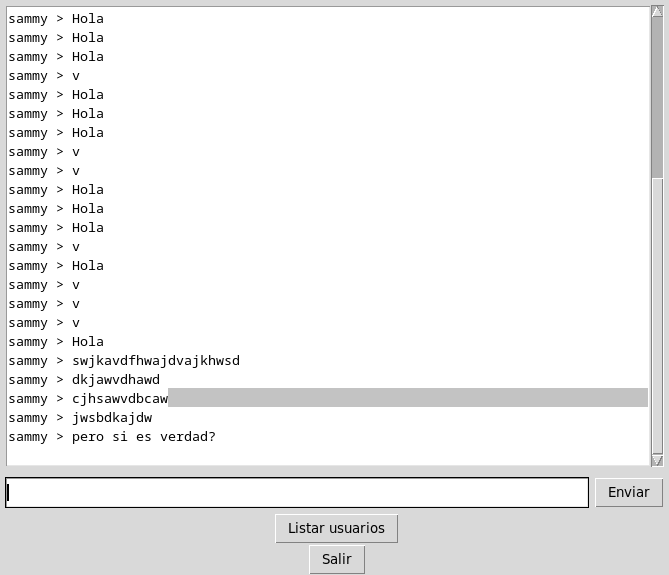 sammy > Hola
sammy > Hola
sammy > Hola
sammy > v
sammy > Hola
sammy > Hola
sammy > Hola
sammy > v
sammy > v
sammy > Hola
sammy > Hola
sammy > Hola
sammy > v
sammy > Hola
sammy > v
sammy > v
sammy > v
sammy > Hola
sammy > swjkavdfhwajdvajkhwsd
sammy > dkjawvdhawd
sammy > cjhsawvdbcaw
sammy > jwsbdkajdw
sammy > pero si es verdad?
Enviar
Listar usuarios
Salir